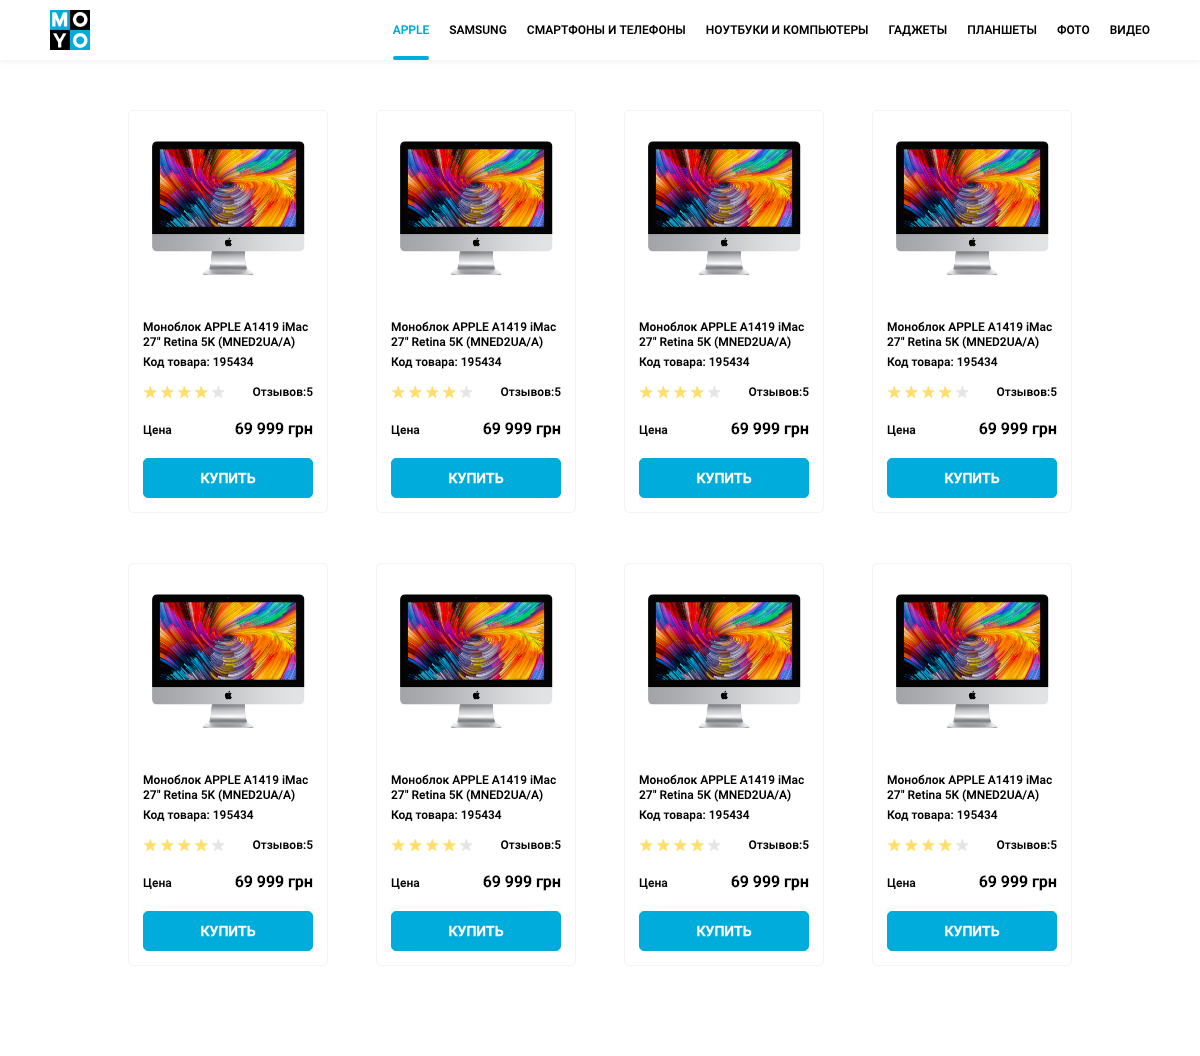 MO
YO
APPLE SAMSUNG СМАРТФОНЫ И ТЕЛЕФОНЫ НОУТБУКИ И КОМПЬЮТЕРЫ ГАДЖЕТЫ ПЛАНШЕТЫ ФОТО ВИДЕО
Моноблок APPLE A1419 iMac
27" Retina 5K (MNED2UA/A)
Код товара: 195434
Отзывов:5
Цена 69 999 грн
КУПИТЬ
Моноблок APPLE A1419 iMac
27" Retina 5K (MNED2UA/A)
Код товара: 195434
Отзывов:5
Цена 69 999 грн
КУПИТЬ
Моноблок APPLE A1419 iMac
27" Retina 5K (MNED2UA/A)
Код товара: 195434
Отзывов:5
Цена 69 999 грн
КУПИТЬ
Моноблок APPLE A1419 iMac
27" Retina 5K (MNED2UA/A)
Код товара: 195434
Отзывов:5
Цена 69 999 грн
КУПИТЬ
Моноблок APPLE A1419 iMac
27" Retina 5K (MNED2UA/A)
Код товара: 195434
Отзывов:5
Цена 69 999 грн
КУПИТЬ
Моноблок APPLE A1419 iMac
27" Retina 5K (MNED2UA/A)
Код товара: 195434
Отзывов:5
Цена 69 999 грн
КУПИТЬ
Моноблок APPLE A1419 iMac
27" Retina 5K (MNED2UA/A)
Код товара: 195434
Отзывов:5
Цена 69 999 грн
КУПИТЬ
Моноблок APPLE A1419 iMac
27" Retina 5K (MNED2UA/A)
Код товара: 195434
Отзывов:5
Цена 69 999 грн
КУПИТЬ